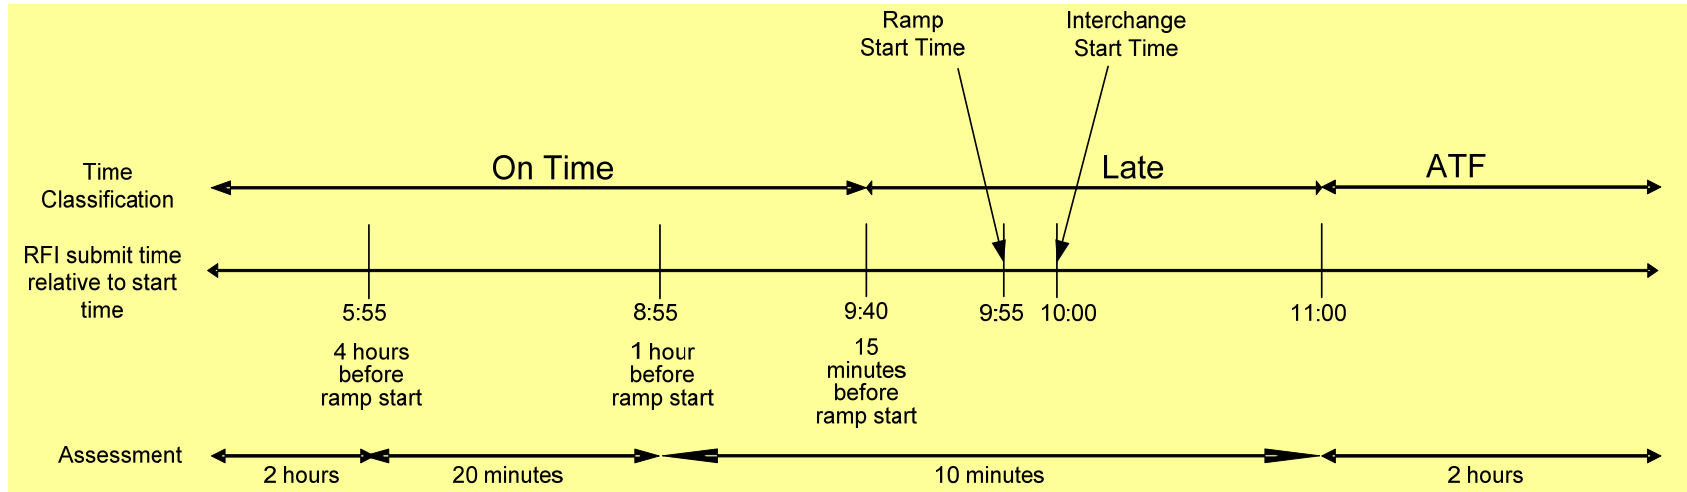 Ramp
Start Time
Interchange
Start Time
Time
Classification
On Time
Late
ATF
RFI submit time
relative to start
time
5:55
8:55
9:40
9:55
10:00
11:00
4 hours
before
ramp start
1 hour
before
ramp start
15
minutes
before
ramp start
Assessment
2 hours
20 minutes
10 minutes
2 hours